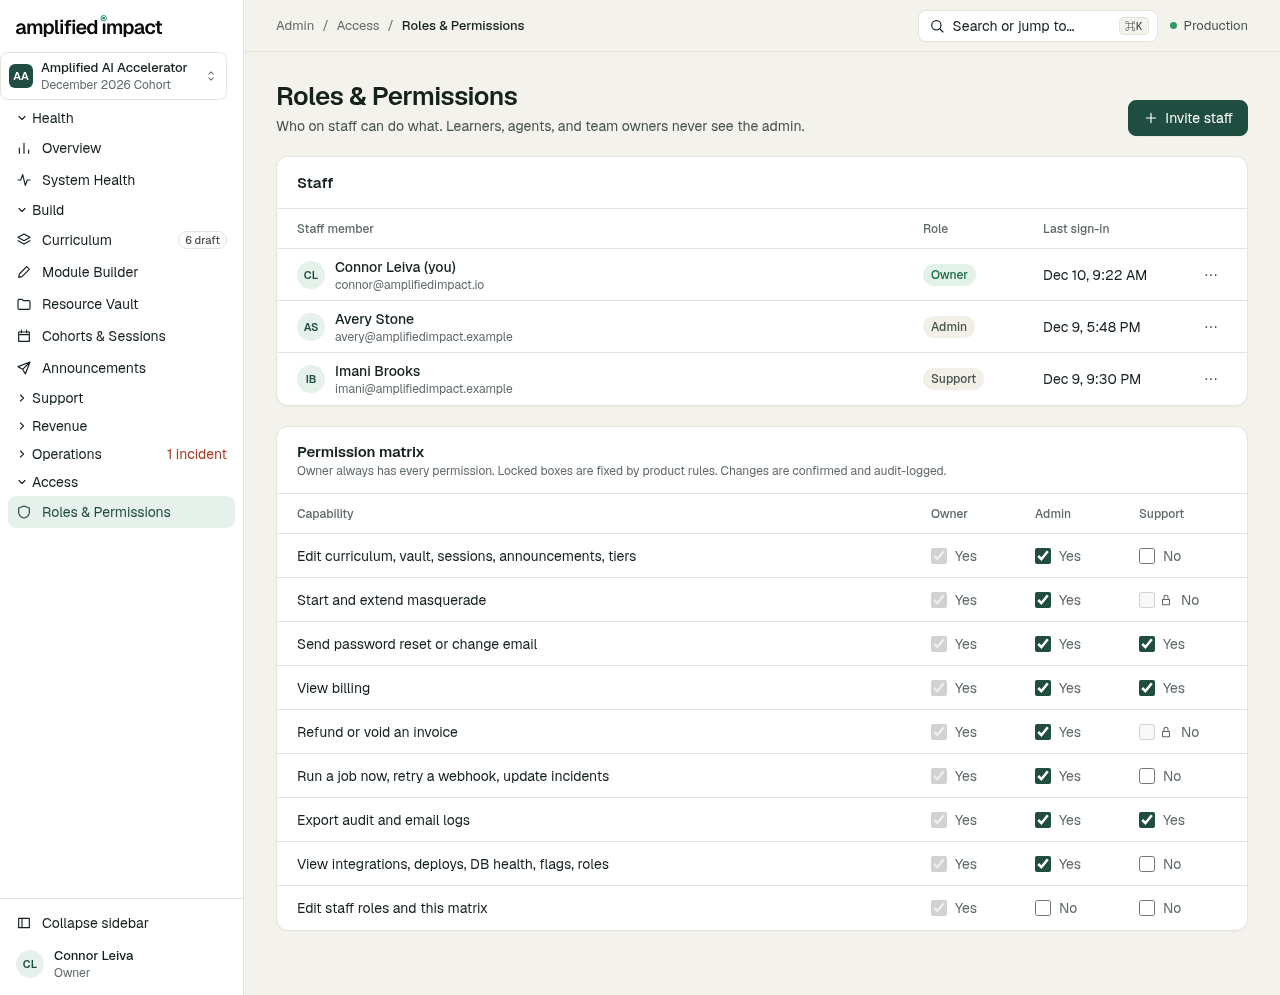 amplified impact
AA
Amplified AI Accelerator
December 2026 Cohort
Health
Overview
System Health
Build
Curriculum 6 draft
Module Builder
Resource Vault
Cohorts & Sessions
Announcements
Support
Revenue
Operations 1 incident
Access
Roles & Permissions
Collapse sidebar
CL
Connor Leiva
Owner
Admin / Access / Roles & Permissions
Search or jump to... ⌘K
Production
Roles & Permissions
Who on staff can do what. Learners, agents, and team owners never see the admin.
Invite staff
Staff
Staff member Role Last sign-in
CL Connor Leiva (you) Owner Dec 10, 9:22 AM ...
connor@amplifiedimpact.io
AS Avery Stone Admin Dec 9, 5:48 PM ...
avery@amplifiedimpact.example
IB Imani Brooks Support Dec 9, 9:30 PM ...
imani@amplifiedimpact.example
Permission matrix
Owner always has every permission. Locked boxes are fixed by product rules. Changes are confirmed and audit-logged.
Capability Owner Admin Support
Edit curriculum, vault, sessions, announcements, tiers Yes Yes No
Start and extend masquerade Yes Yes No
Send password reset or change email Yes Yes Yes
View billing Yes Yes Yes
Refund or void an invoice Yes Yes No
Run a job now, retry a webhook, update incidents Yes Yes No
Export audit and email logs Yes Yes Yes
View integrations, deploys, DB health, flags, roles Yes Yes No
Edit staff roles and this matrix Yes No No